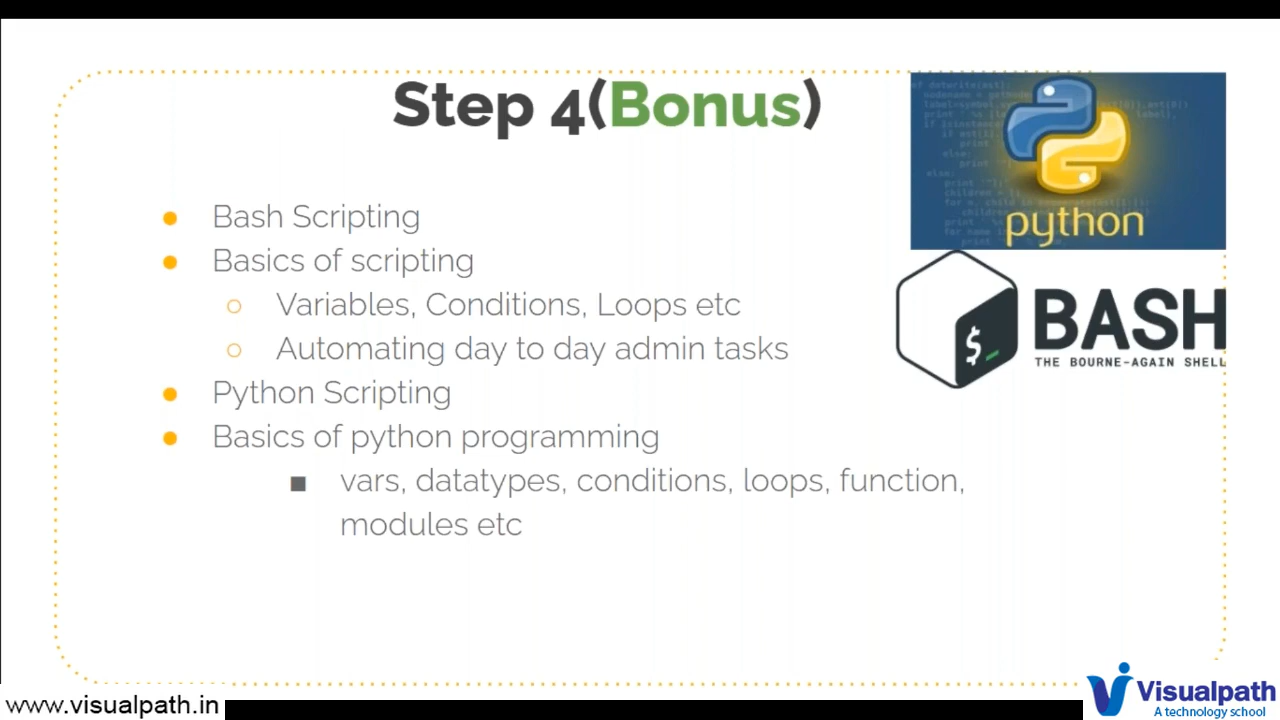 Step 4(Bonus)
Bash Scripting
Basics of scripting
Variables, Conditions, Loops etc
Automating day to day admin tasks
Python Scripting
Basics of python programming
vars, datatypes, conditions, loops, function,
modules etc
python
$_
BASH
THE BOURNE-AGAIN SHELL
www.visualpath.in
Visualpath
A technology school